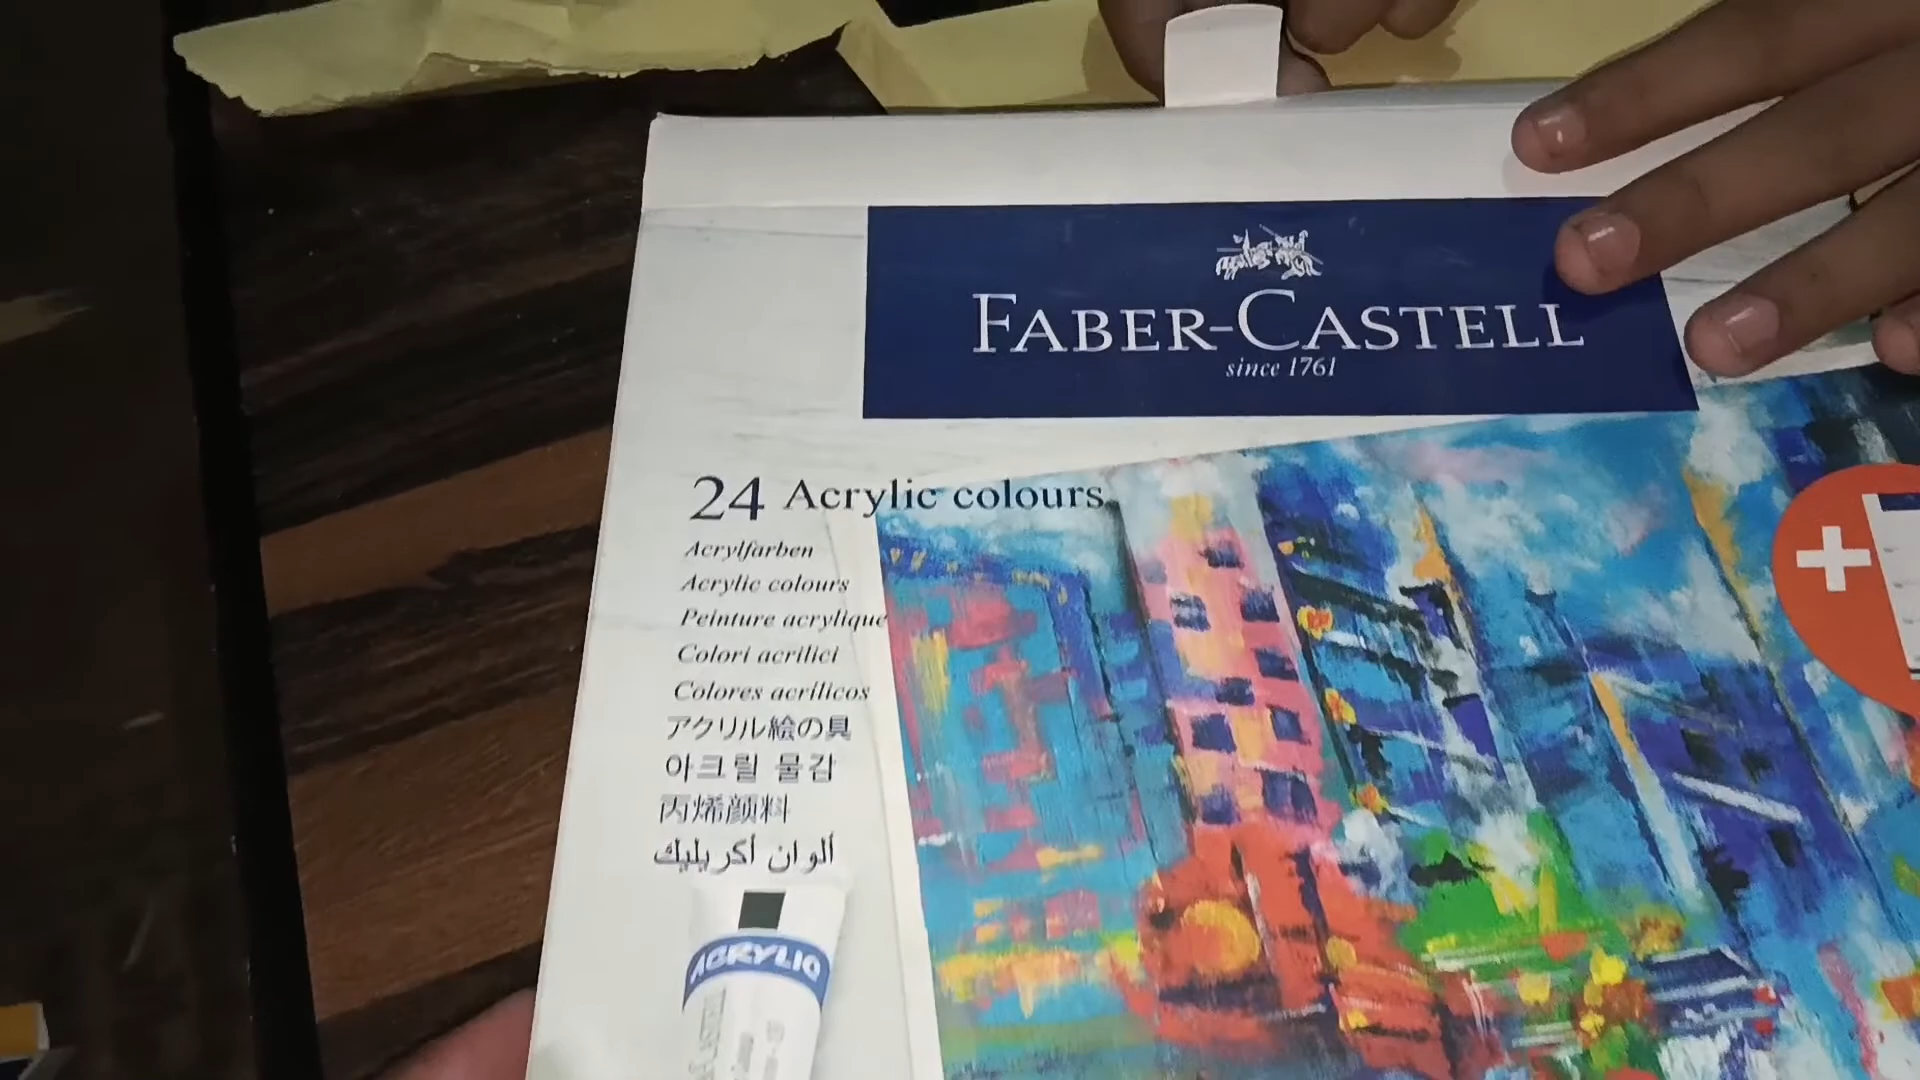 FABER-CASTELL
since 1761
24 Acrylic colours
Acrylfarben
Acrylic colours
Peinture acrylique
Colori acrilici
Colores acrílicos
アクリル絵の具
아크릴 물감
丙烯颜料
ألوان أكريليك
ACRYLIC